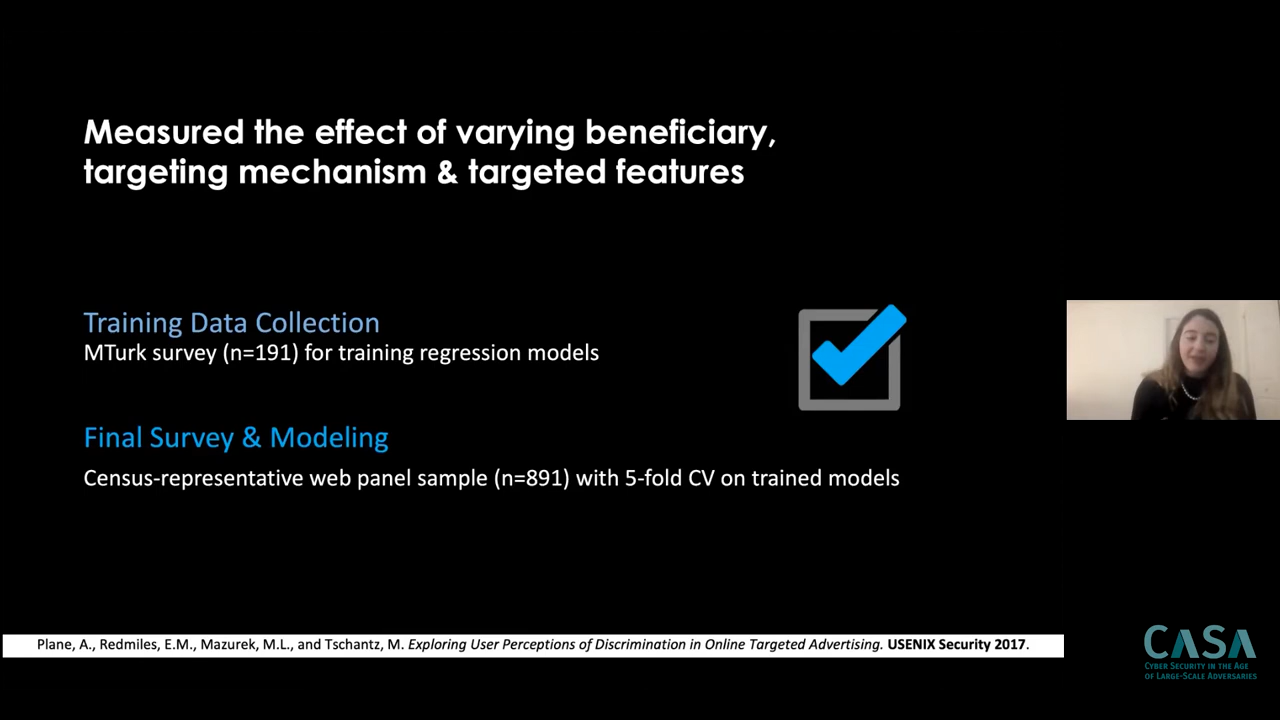 Measured the effect of varying beneficiary,
targeting mechanism & targeted features
Training Data Collection
MTurk survey (n=191) for training regression models
Final Survey & Modeling
Census-representative web panel sample (n=891) with 5-fold CV on trained models
Plane, A., Redmiles, E.M., Mazurek, M.L., and Tschantz, M. Exploring User Perceptions of Discrimination in Online Targeted Advertising. USENIX Security 2017.
CASA
CYBER SECURITY IN THE AGE
OF LARGE-SCALE ADVERSARIES